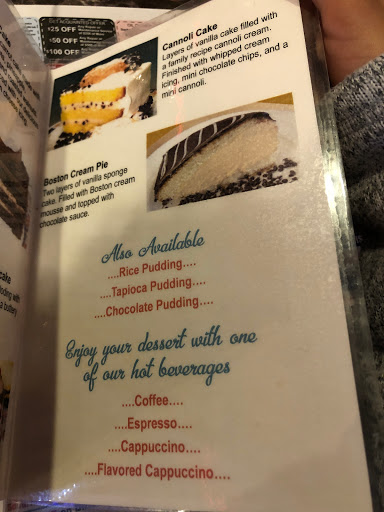 $25 OFF
$50 OFF
$100 OFF
Cannoli Cake
Layers of vanilla cake filled with
a family recipe cannoli cream.
Finished with whipped cream
icing, mini chocolate chips, and a
mini cannoli.
Boston Cream Pie
Two layers of vanilla sponge
cake. Filled with Boston cream
mousse and topped with
chocolate sauce.
Also Available
....Rice Pudding....
....Tapioca Pudding....
....Chocolate Pudding....
Enjoy your dessert with one
of our hot beverages
....Coffee....
....Espresso....
....Cappuccino....
....Flavored Cappuccino....
cake
with
a buttery